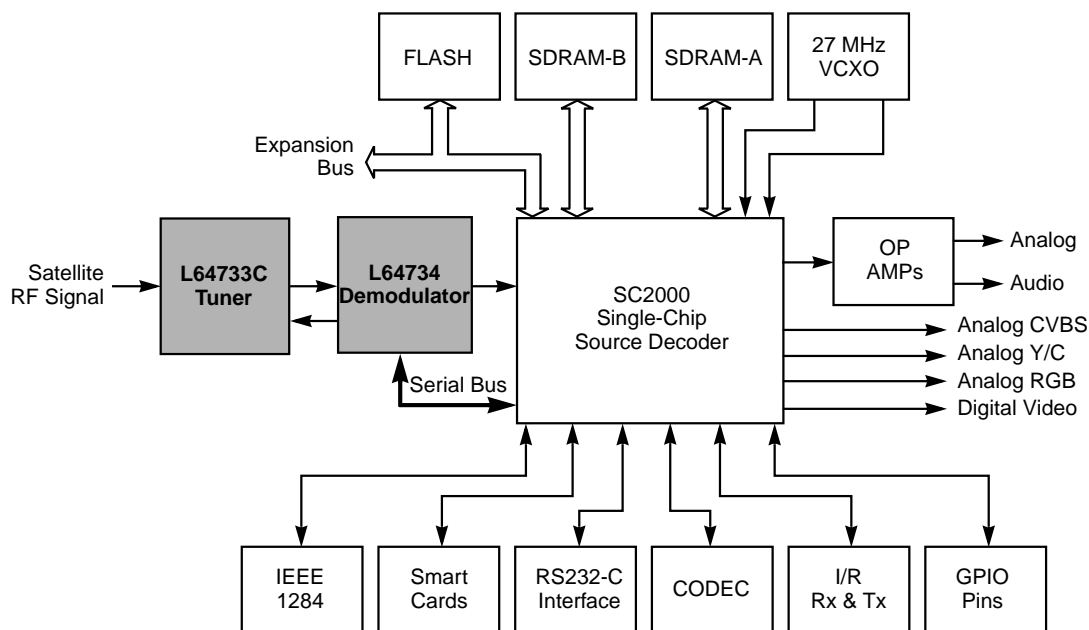 FLASH
SDRAM-B
SDRAM-A
27 MHz
VCXO
Expansion
Bus
Satellite
RF Signal
L64733C
Tuner
L64734
Demodulator
Serial Bus
SC2000
Single-Chip
Source Decoder
OP
AMPs
Analog
Audio
Analog CVBS
Analog Y/C
Analog RGB
Digital Video
IEEE
1284
Smart
Cards
RS232-C
Interface
CODEC
I/R
Rx & Tx
GPIO
Pins